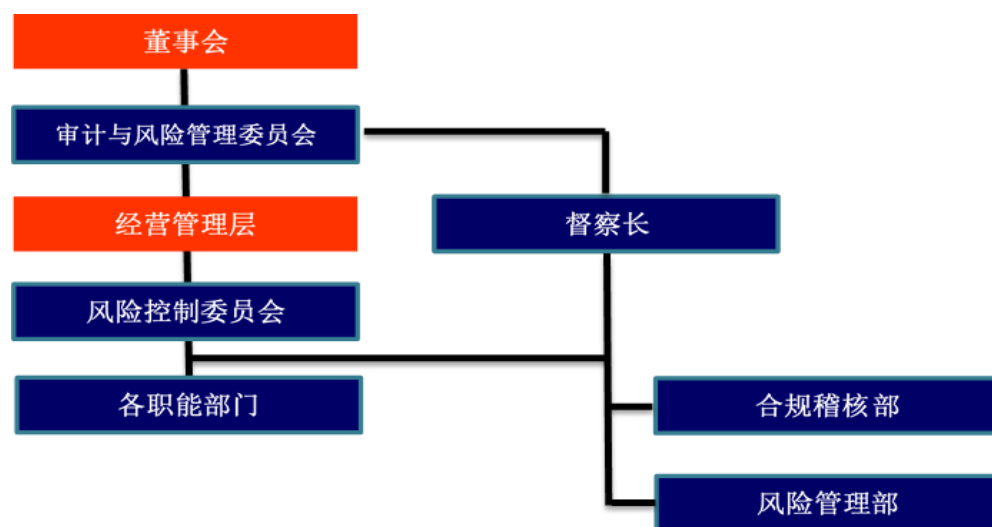 董事会
审计与风险管理委员会
经营管理层
督察长
风险控制委员会
各职能部门
合规稽核部
风险管理部